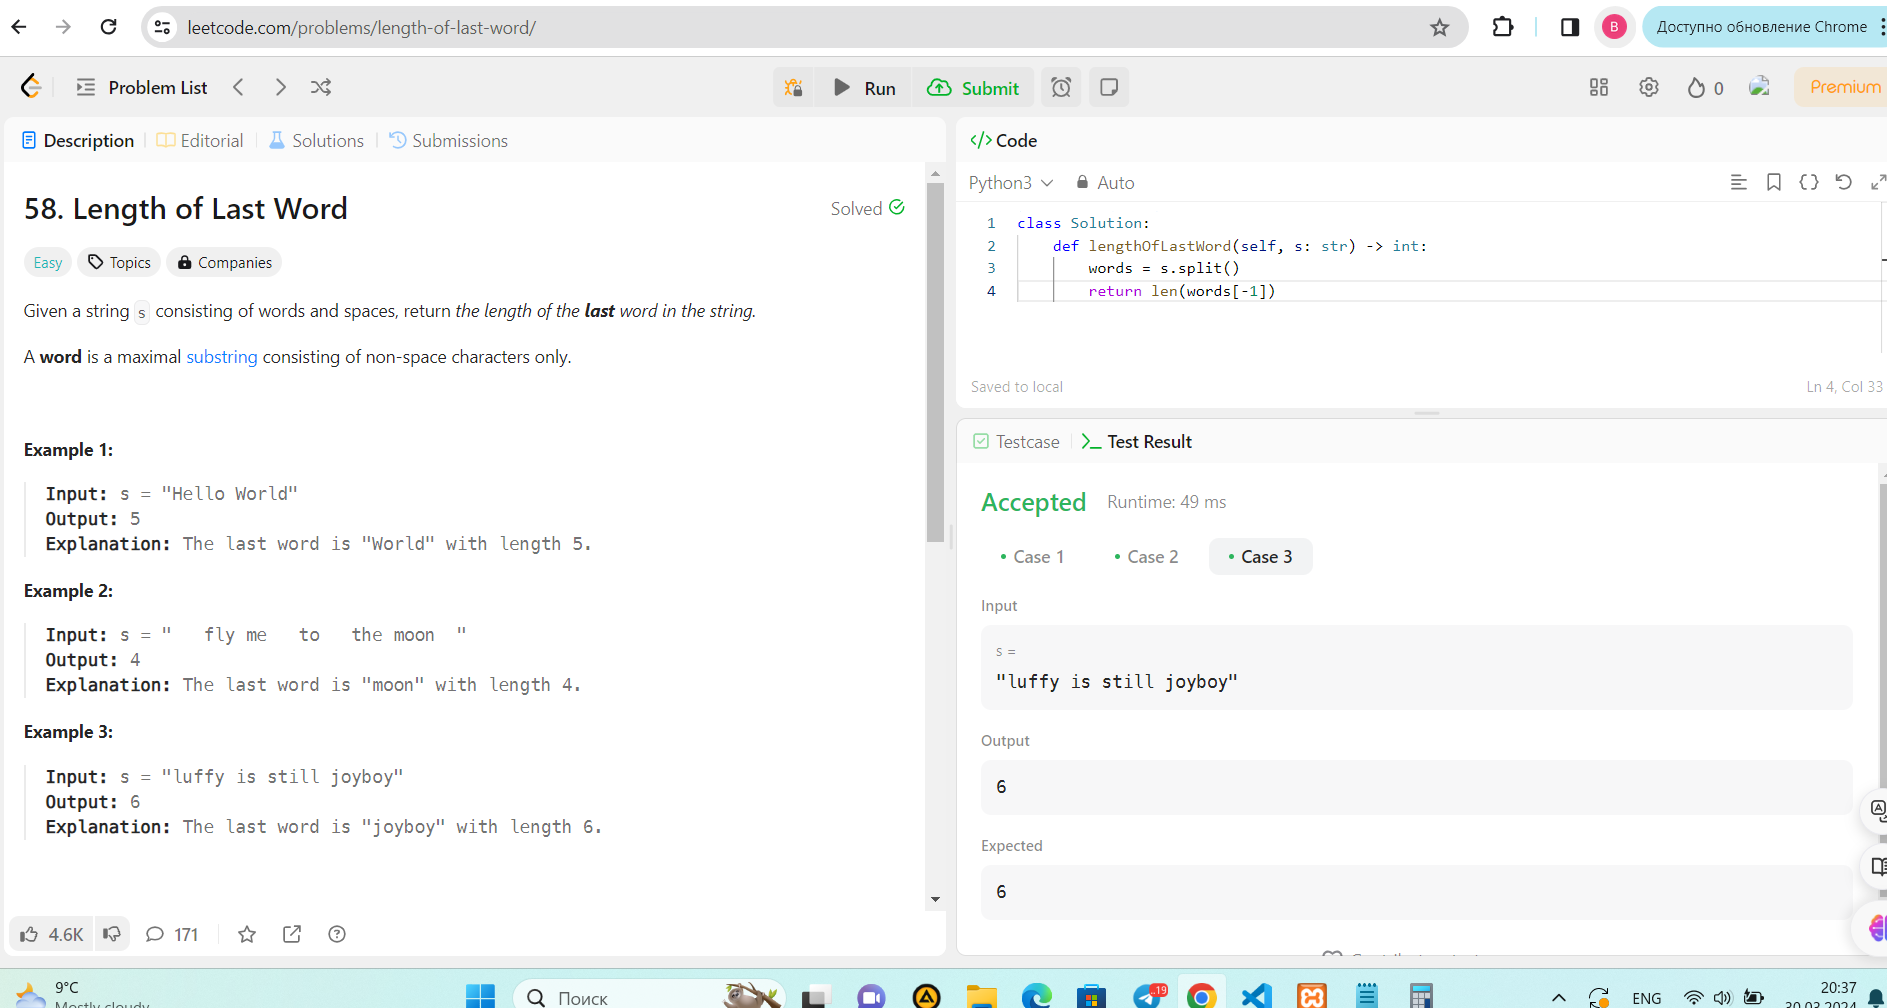 leetcode.com/problems/length-of-last-word/
B
Доступно обновление Chrome
Problem List
Run
Submit
0
Premium
Description
Editorial
Solutions
Submissions
58. Length of Last Word
Solved
Easy
Topics
Companies
Given a string s consisting of words and spaces, return the length of the last word in the string.
A word is a maximal substring consisting of non-space characters only.
Example 1:
Input: s = "Hello World"
Output: 5
Explanation: The last word is "World" with length 5.
Example 2:
Input: s = "   fly me   to   the moon  "
Output: 4
Explanation: The last word is "moon" with length 4.
Example 3:
Input: s = "luffy is still joyboy"
Output: 6
Explanation: The last word is "joyboy" with length 6.
4.6K
171
</> Code
Python3
Auto
1 class Solution:
2     def lengthOfLastWord(self, s: str) -> int:
3         words = s.split()
4         return len(words[-1])
Saved to local
Ln 4, Col 33
Testcase
>_ Test Result
Accepted
Runtime: 49 ms
• Case 1
• Case 2
• Case 3
Input
s =
"luffy is still joyboy"
Output
6
Expected
6
9°C
Mostly cloudy
Поиск
19
ENG
20:37
30.03.2024